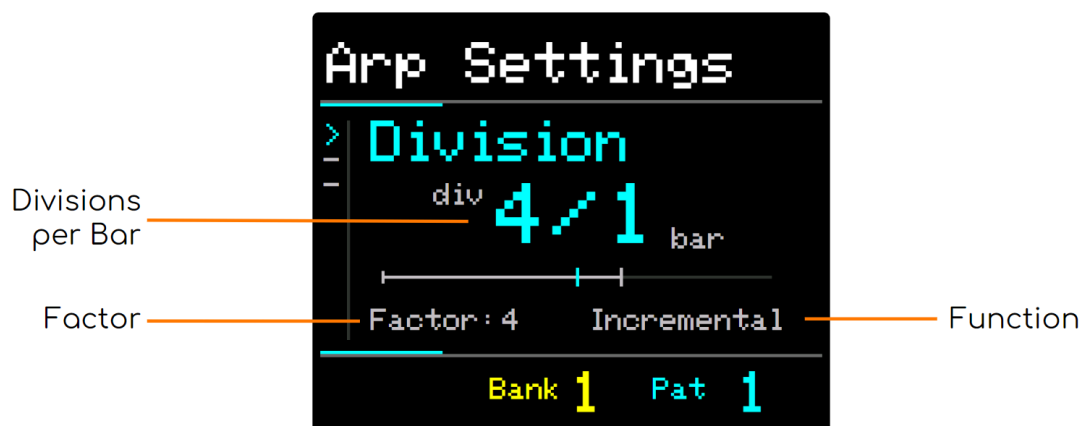 Arp Settings
> Division
div 4/1 bar
Divisions
per Bar
Factor
Factor:4 Incremental
Function
Bank 1 Pat 1